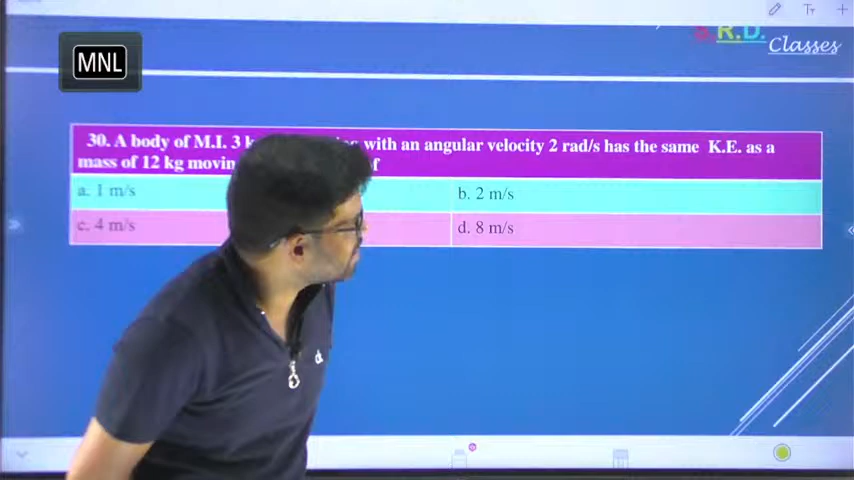 R.D.
Classes
MNL
30. A body of M.I. 3 with an angular velocity 2 rad/s has the same K.E. as a
mass of 12 kg
a. 1 m/s
b. 2 m/s
c. 4 m/s
d. 8 m/s